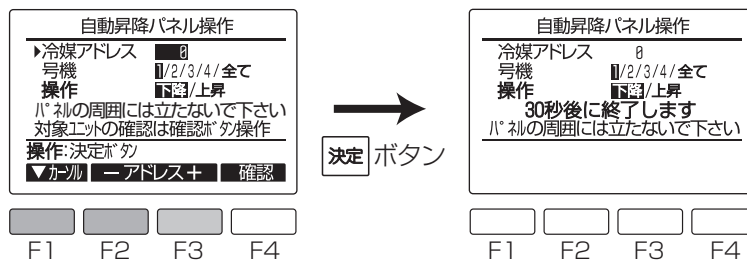 自動昇降パネル操作
▶冷媒アドレス 0
号機 1/2/3/4/全て
操作 下降/上昇
パネルの周囲には立たないで下さい
対象ユニットの確認は確認ボタン操作
操作:決定ボタン
▼カーソル －アドレス＋ 確認
F1 F2 F3 F4
決定 ボタン
自動昇降パネル操作
冷媒アドレス 0
号機 1/2/3/4/全て
操作 下降/上昇
30秒後に終了します
パネルの周囲には立たないで下さい
F1 F2 F3 F4